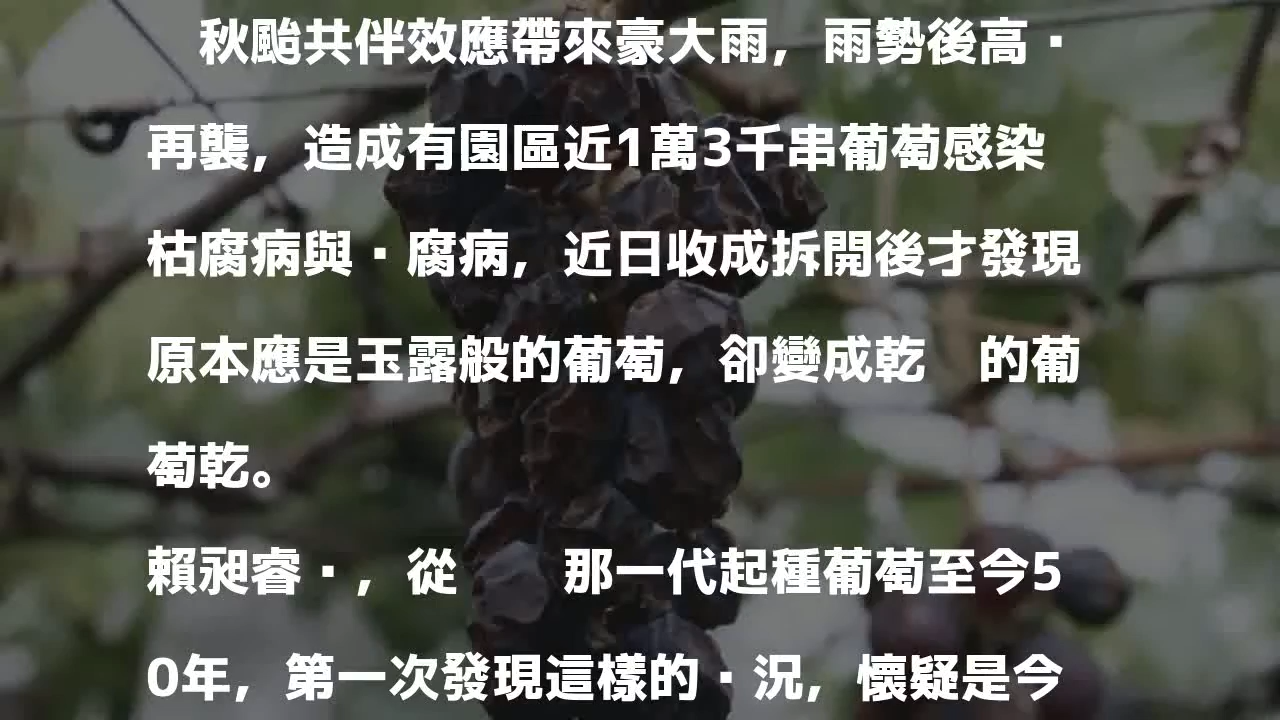 秋颱共伴效應帶來豪大雨，雨勢後高·
再襲，造成有園區近1萬3千串葡萄感染
枯腐病與·腐病，近日收成拆開後才發現
原本應是玉露般的葡萄，卻變成乾　的葡
萄乾。
賴昶睿·，從　　那一代起種葡萄至今5
0年，第一次發現這樣的·況，懷疑是今